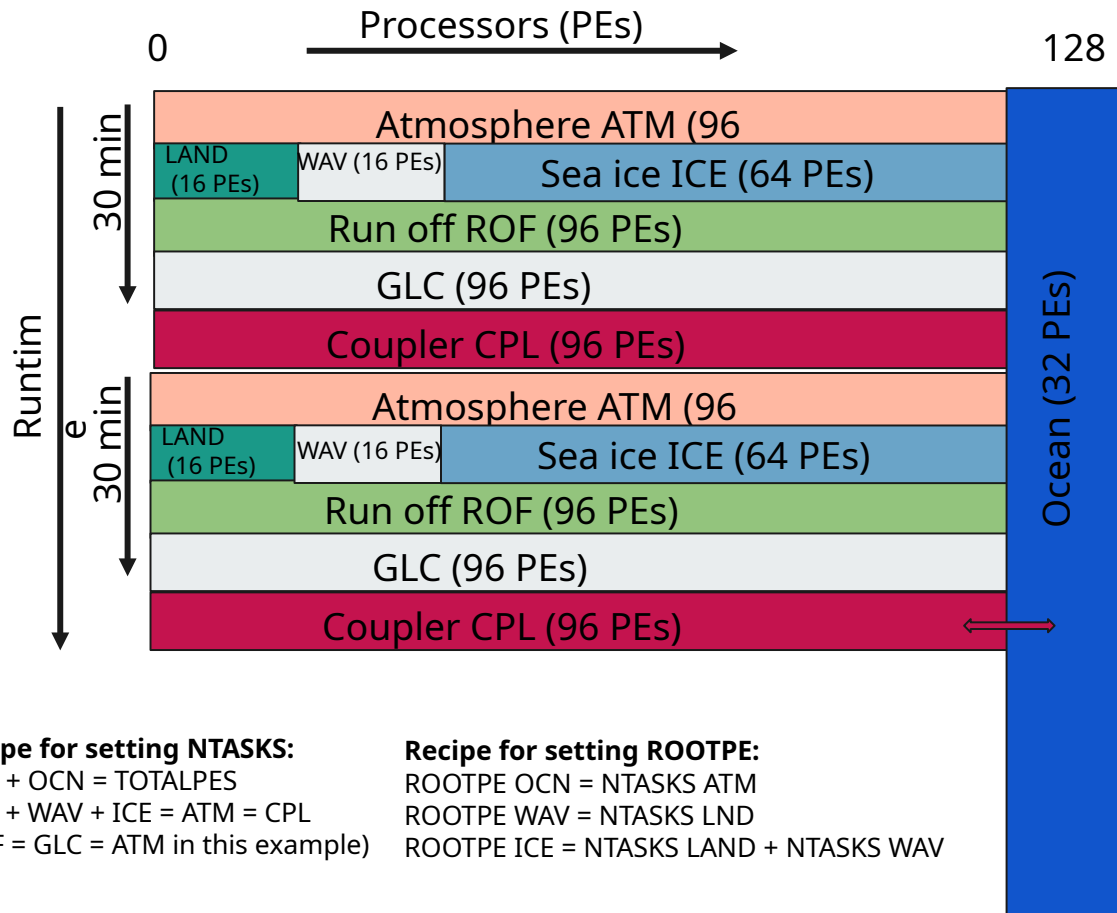 Processors (PEs)
0
128
Runtim
e
30 min
Atmosphere ATM (96
LAND
(16 PEs)
WAV (16 PEs)
Sea ice ICE (64 PEs)
Run off ROF (96 PEs)
GLC (96 PEs)
Coupler CPL (96 PEs)
30 min
Atmosphere ATM (96
LAND
(16 PEs)
WAV (16 PEs)
Sea ice ICE (64 PEs)
Run off ROF (96 PEs)
GLC (96 PEs)
Coupler CPL (96 PEs)
Ocean (32 PEs)
pe for setting NTASKS:
+ OCN = TOTALPES
+ WAV + ICE = ATM = CPL
= GLC = ATM in this example)
Recipe for setting ROOTPE:
ROOTPE OCN = NTASKS ATM
ROOTPE WAV = NTASKS LND
ROOTPE ICE = NTASKS LAND + NTASKS WAV